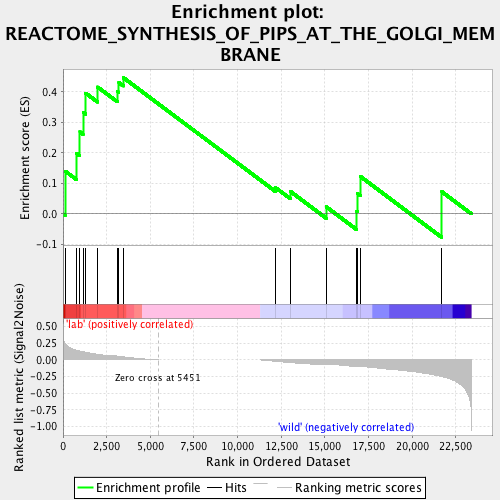 Enrichment plot:
REACTOME_SYNTHESIS_OF_PIPS_AT_THE_GOLGI_MEM
BRANE
Enrichment score (ES)
0.4
0.3
0.2
0.1
0.0
-0.1
Ranked list metric (Signal2Noise)
0.50
0.25
0.00
-0.25
-0.50
-0.75
-1.00
'lab' (positively correlated)
Zero cross at 5451
'wild' (negatively correlated)
0 2,500 5,000 7,500 10,000 12,500 15,000 17,500 20,000 22,500
Rank in Ordered Dataset
Enrichment profile Hits Ranking metric scores